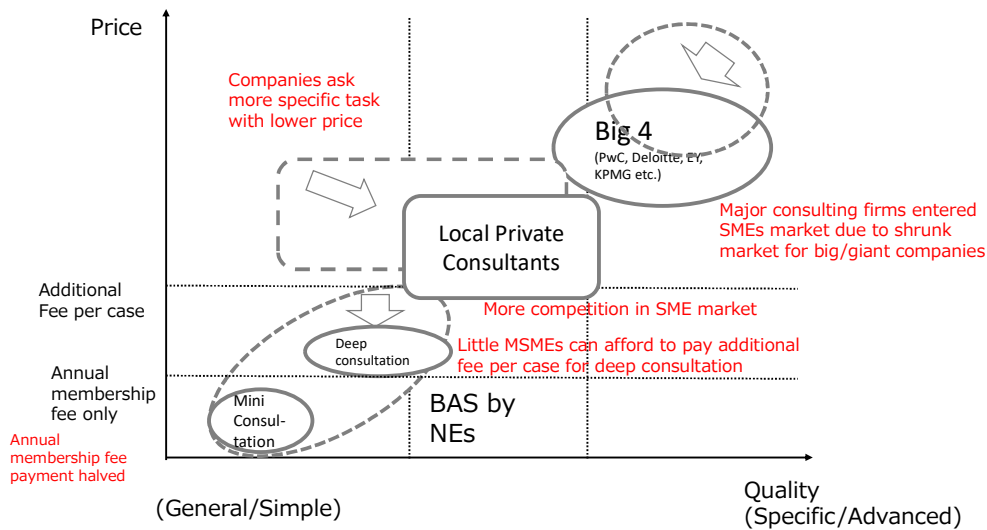 Price
Companies ask
more specific task
with lower price
Big 4
(PwC, Deloitte, EY,
KPMG etc.)
Major consulting firms entered
SMEs market due to shrunk
market for big/giant companies
Local Private
Consultants
Additional
Fee per case
More competition in SME market
Deep
consultation
Little MSMEs can afford to pay additional
fee per case for deep consultation
Annual
membership
fee only
Mini
Consul-
tation
BAS by
NEs
Annual
membership fee
payment halved
(General/Simple)
Quality
(Specific/Advanced)